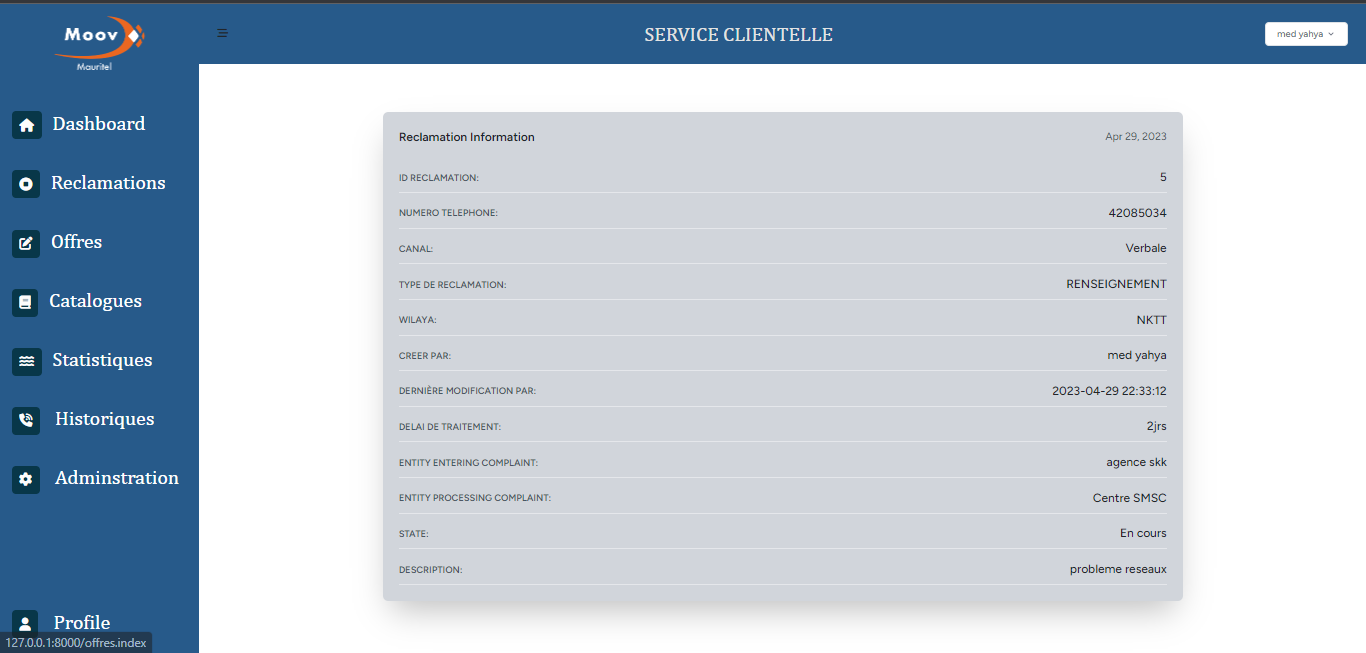 Moov
Mauritel
SERVICE CLIENTELLE
med yahya
Dashboard
Reclamations
Offres
Catalogues
Statistiques
Historiques
Adminstration
Profile
Reclamation Information
Apr 29, 2023
ID RECLAMATION: 5
NUMERO TELEPHONE: 42085034
CANAL: Verbale
TYPE DE RECLAMATION: RENSEIGNEMENT
WILAYA: NKTT
CREER PAR: med yahya
DERNIÈRE MODIFICATION PAR: 2023-04-29 22:33:12
DELAI DE TRAITEMENT: 2jrs
ENTITY ENTERING COMPLAINT: agence skk
ENTITY PROCESSING COMPLAINT: Centre SMSC
STATE: En cours
DESCRIPTION: probleme reseaux
127.0.0.1:8000/offres.index